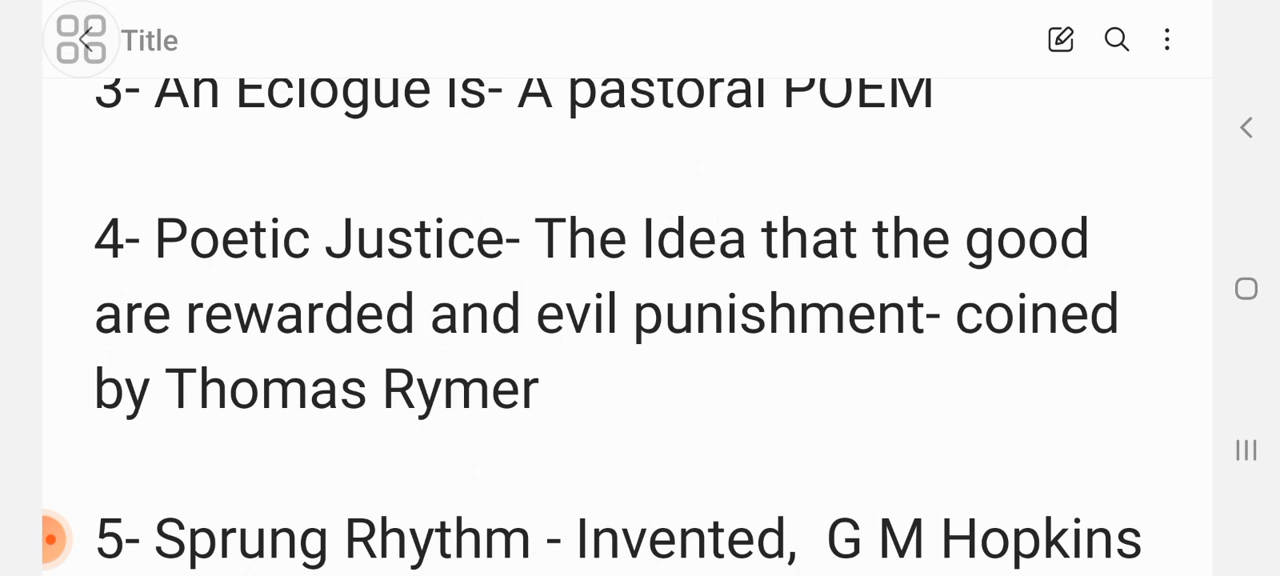 Title
3- An Eclogue Is- A pastoral POEM
4- Poetic Justice- The Idea that the good
are rewarded and evil punishment- coined
by Thomas Rymer
5- Sprung Rhythm - Invented,  G M Hopkins